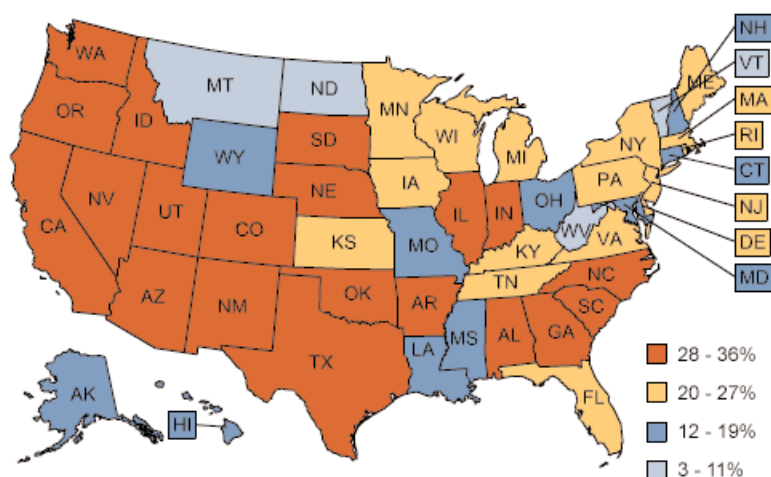 NH
WA
VT
ME
MT
ND
MN
MA
OR
ID
SD
WI
NY
RI
WY
MI
CT
IA
PA
NE
NJ
NV
OH
IL
IN
UT
CA
CO
WV
DE
KS
MO
VA
KY
MD
NC
TN
OK
AZ
NM
AR
SC
MS
AL
GA
LA
TX
28 - 36%
AK
FL
20 - 27%
HI
12 - 19%
3 - 11%